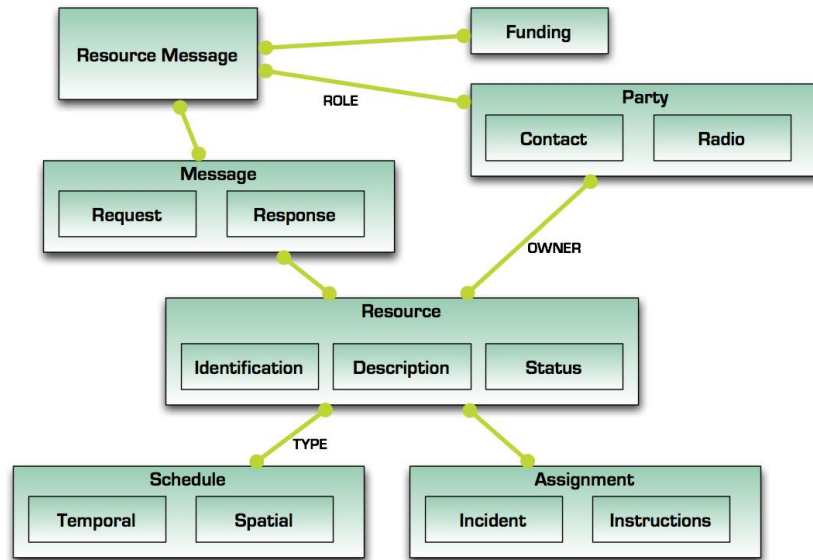 Resource Message
Funding
ROLE
Party
Contact
Radio
Message
Request
Response
OWNER
Resource
Identification
Description
Status
TYPE
Schedule
Temporal
Spatial
Assignment
Incident
Instructions